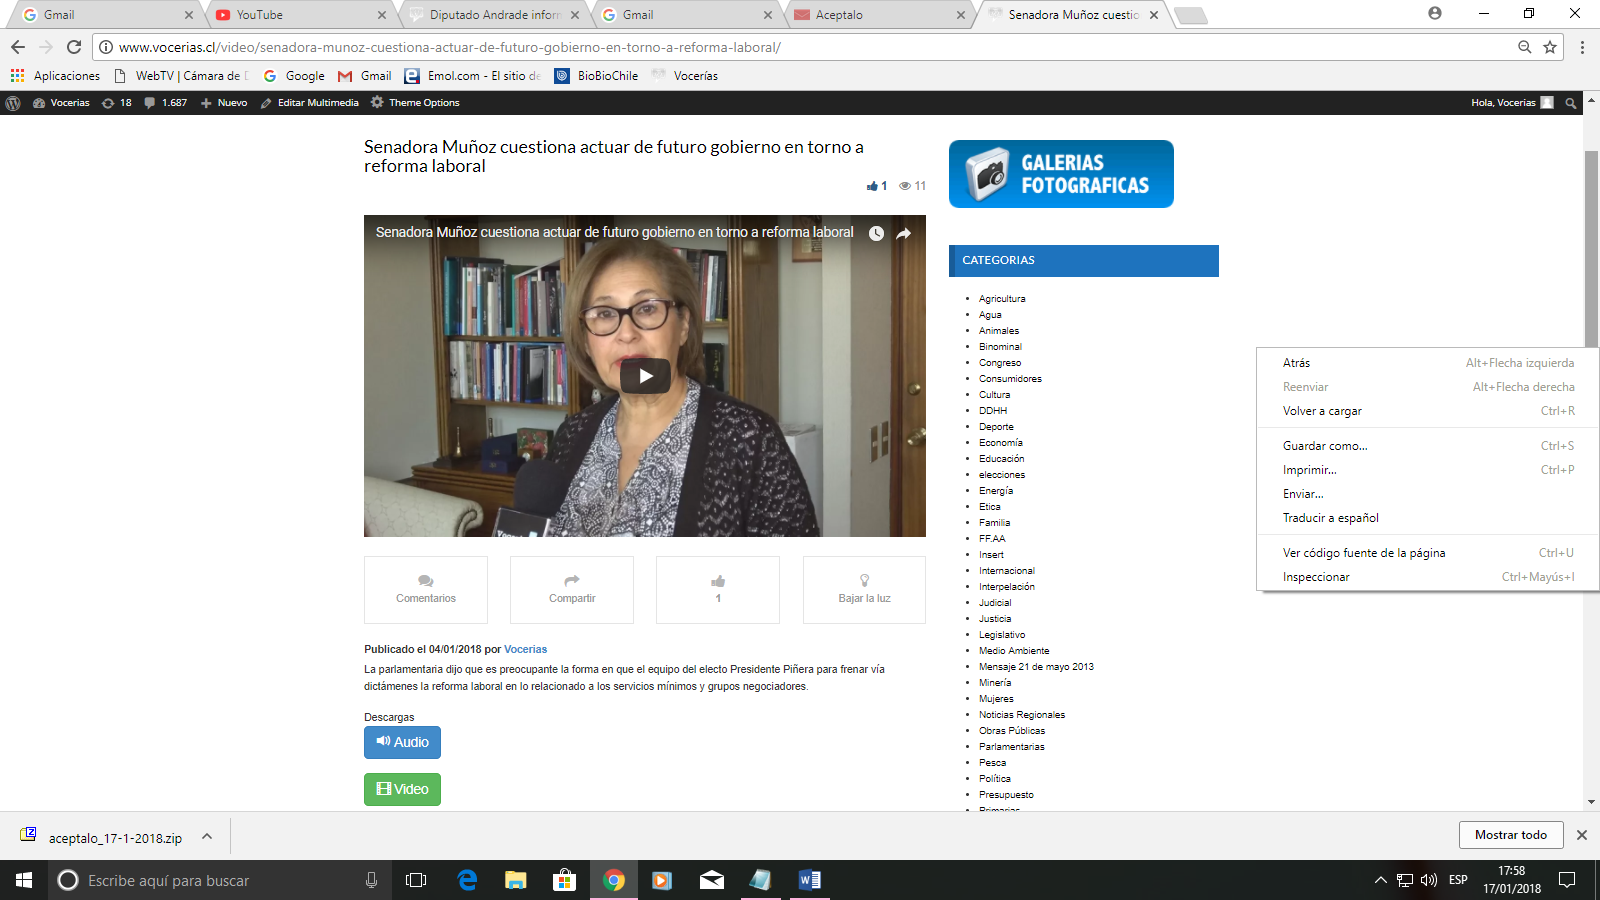 Gmail
YouTube
Diputado Andrade inform
Gmail
Aceptalo
Senadora Muñoz cuestio
www.vocerias.cl/video/senadora-munoz-cuestiona-actuar-de-futuro-gobierno-en-torno-a-reforma-laboral/
Aplicaciones
WebTV | Cámara de D
Google
Gmail
Emol.com - El sitio de
BioBioChile
Vocerías
Vocerias
18
1.687
Nuevo
Editar Multimedia
Theme Options
Hola, Vocerias
Senadora Muñoz cuestiona actuar de futuro gobierno en torno a
reforma laboral
1
11
Senadora Muñoz cuestiona actuar de futuro gobierno en torno a reforma laboral
Comentarios
Compartir
1
Bajar la luz
Publicado el 04/01/2018 por Vocerias
La parlamentaria dijo que es preocupante la forma en que el equipo del electo Presidente Piñera para frenar vía
dictámenes la reforma laboral en lo relacionado a los servicios mínimos y grupos negociadores.
Descargas
Audio
Video
GALERIAS
FOTOGRAFICAS
CATEGORIAS
Agricultura
Agua
Animales
Binominal
Congreso
Consumidores
Cultura
DDHH
Deporte
Economía
Educación
elecciones
Energía
Etica
Familia
FF.AA
Insert
Internacional
Interpelación
Judicial
Justicia
Legislativo
Medio Ambiente
Mensaje 21 de mayo 2013
Minería
Mujeres
Noticias Regionales
Obras Públicas
Parlamentarias
Pesca
Política
Presupuesto
Primarias
Atrás Alt+Flecha izquierda
Reenviar Alt+Flecha derecha
Volver a cargar Ctrl+R
Guardar como... Ctrl+S
Imprimir... Ctrl+P
Enviar...
Traducir a español
Ver código fuente de la página Ctrl+U
Inspeccionar Ctrl+Mayús+I
aceptalo_17-1-2018.zip
Mostrar todo
Escribe aquí para buscar
ESP
17:58
17/01/2018